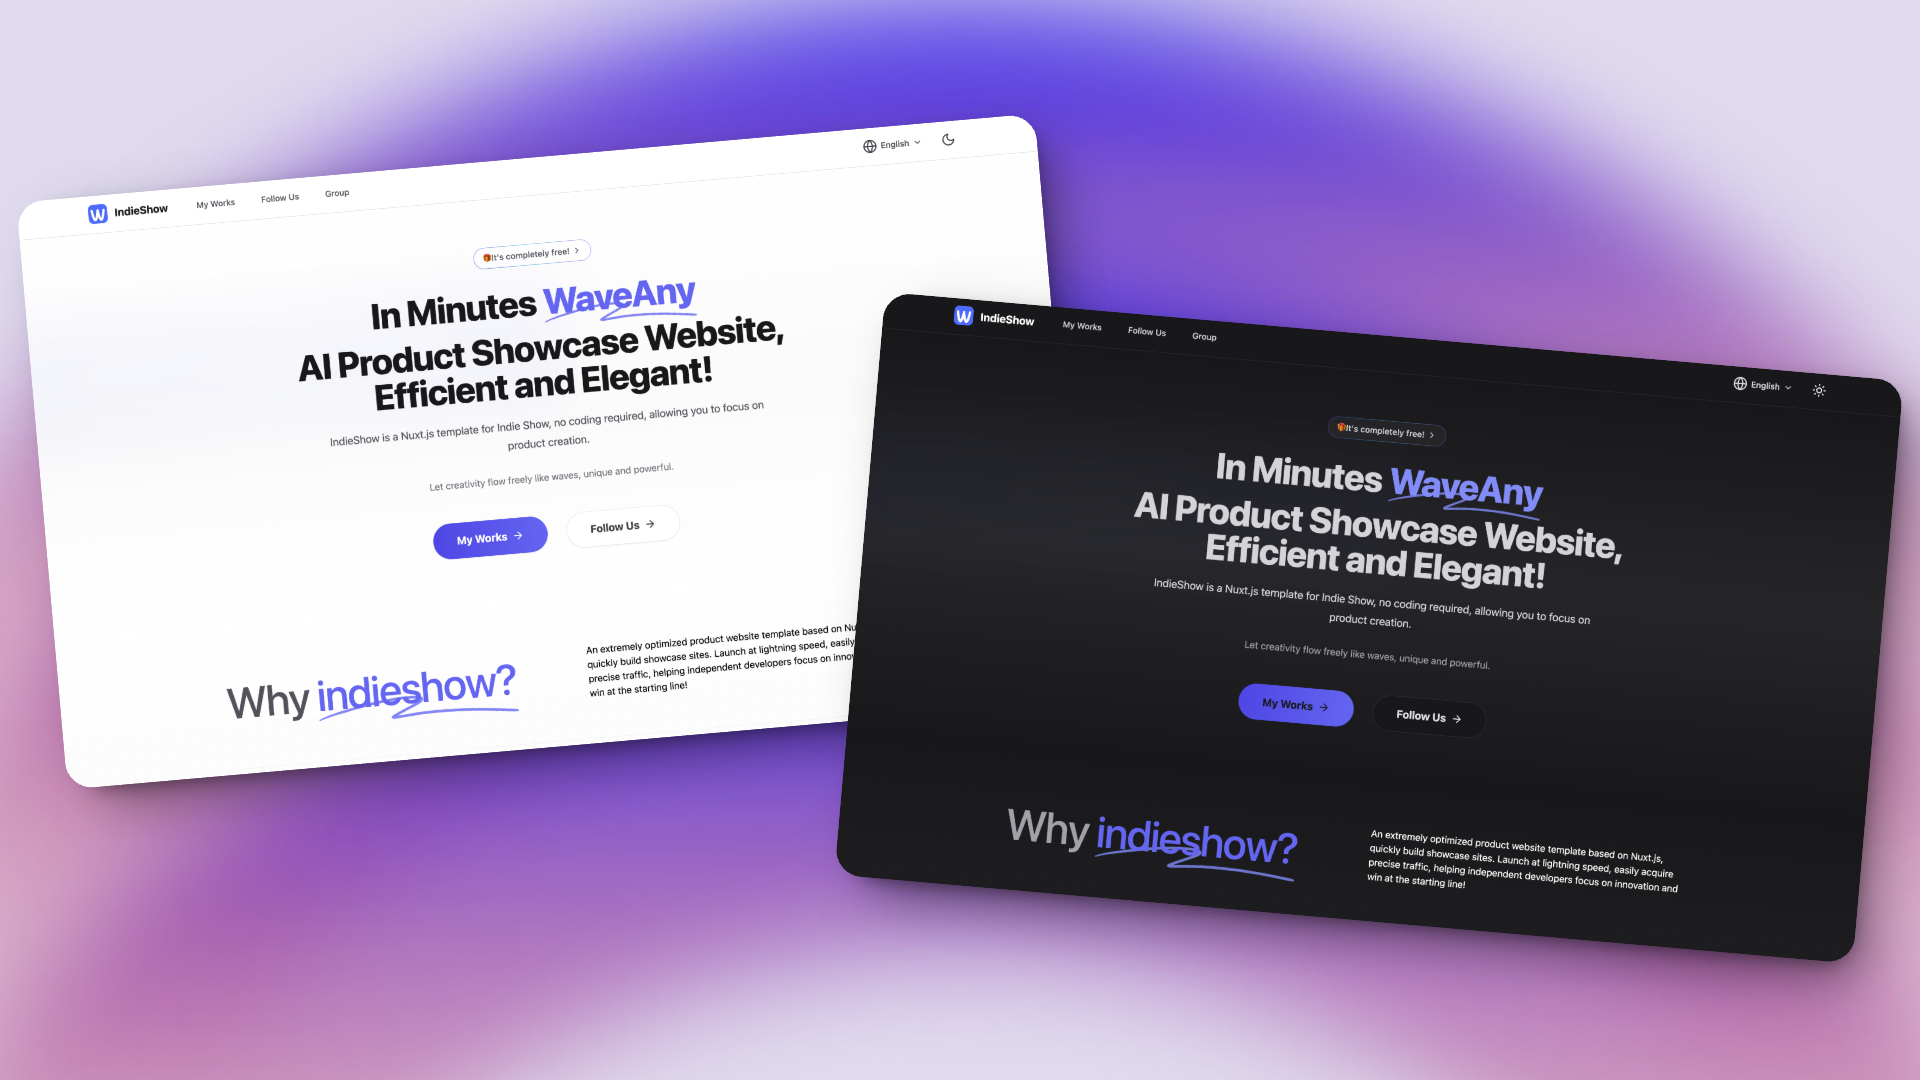 IndieShow
My Works
Follow Us
Group
English
It's completely free!
In Minutes WaveAny
AI Product Showcase Website,
Efficient and Elegant!
IndieShow is a Nuxt.js template for Indie Show, no coding required, allowing you to focus on
product creation.
Let creativity flow freely like waves, unique and powerful.
My Works →
Follow Us →
Why indieshow?
An extremely optimized product website template based on
quickly build showcase sites. Launch at lightning speed, easily
precise traffic, helping independent developers focus on
win at the starting line!
IndieShow
My Works
Follow Us
Group
English
It's completely free!
In Minutes WaveAny
AI Product Showcase Website,
Efficient and Elegant!
IndieShow is a Nuxt.js template for Indie Show, no coding required, allowing you to focus on
product creation.
Let creativity flow freely like waves, unique and powerful.
My Works →
Follow Us →
Why indieshow?
An extremely optimized product website template based on Nuxt.js,
quickly build showcase sites. Launch at lightning speed, easily acquire
precise traffic, helping independent developers focus on innovation and
win at the starting line!